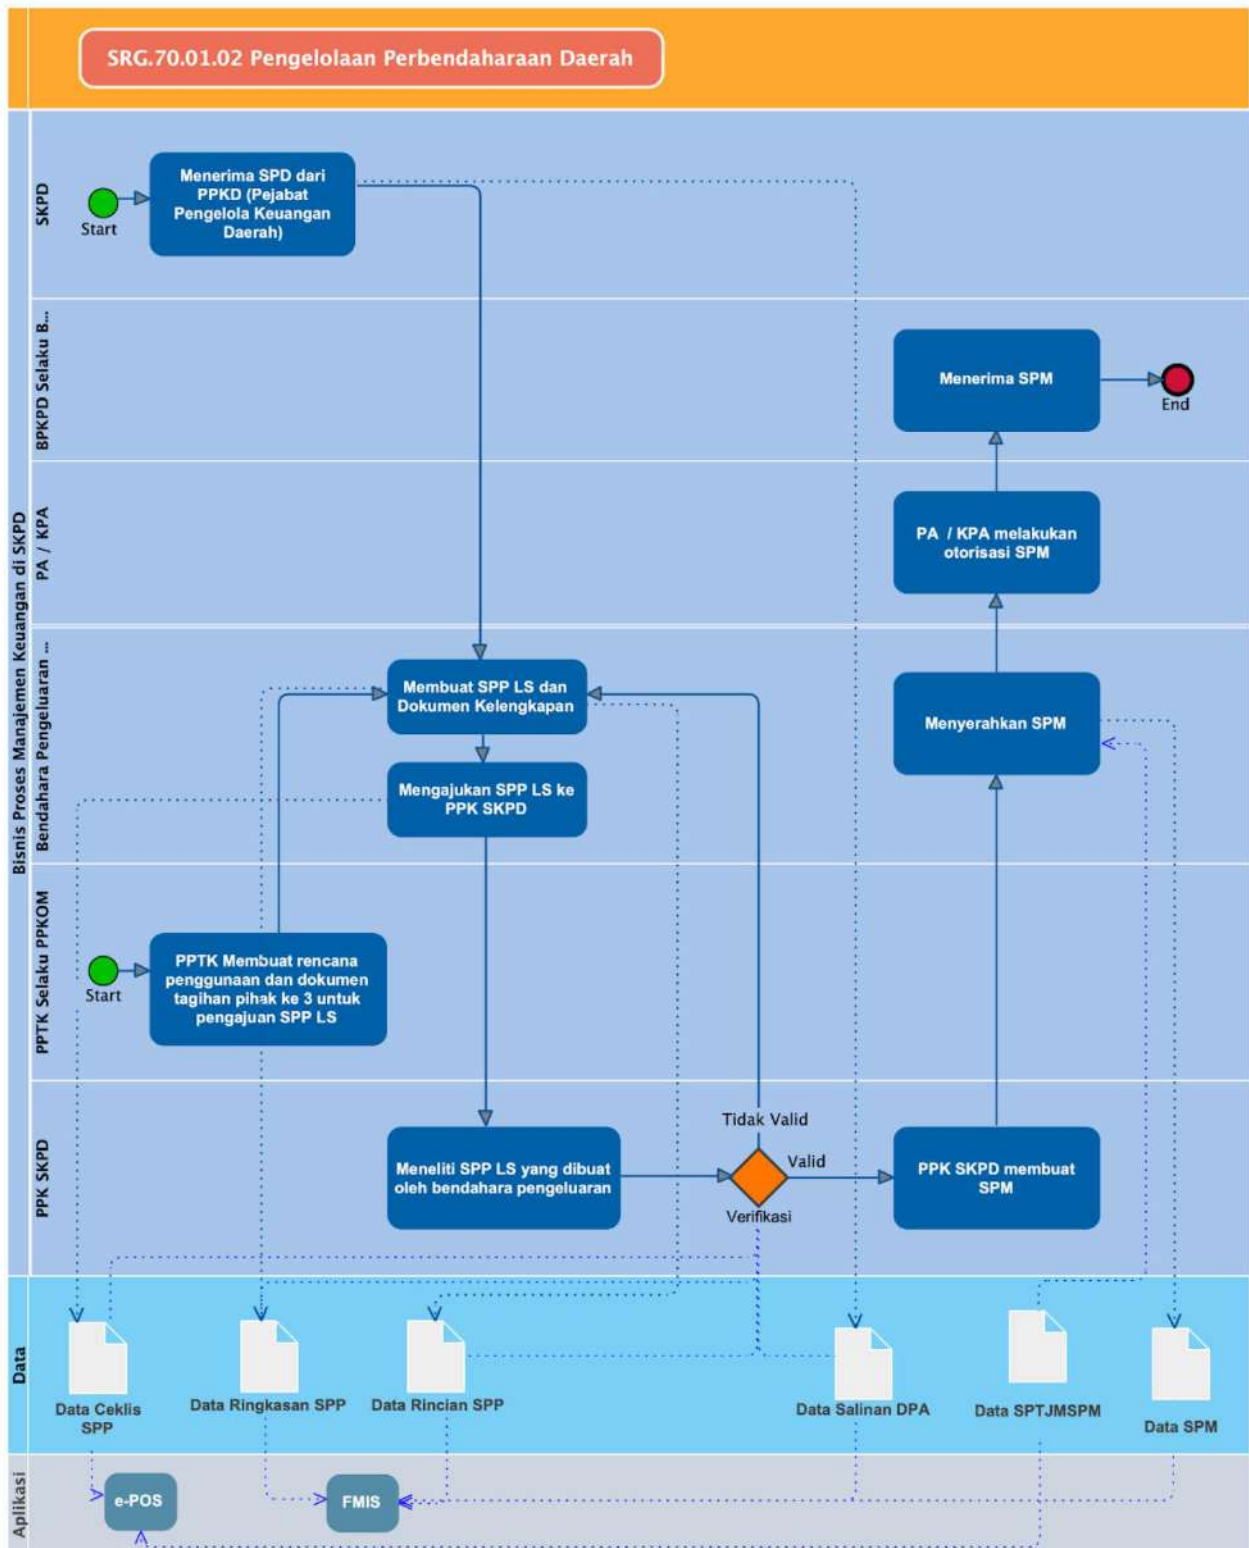 SRG.70.01.02 Pengelolaan Perbendaharaan Daerah
Bisnis Proses Manajemen Keuangan di SKPD
SKPD
Start
Menerima SPD dari
PPKD (Pejabat
Pengelola Keuangan
Daerah)
BPKPD Selaku B...
Menerima SPM
End
PA / KPA
PA / KPA melakukan
otorisasi SPM
Bendahara Pengeluaran ...
Membuat SPP LS dan
Dokumen Kelengkapan
Menyerahkan SPM
Mengajukan SPP LS ke
PPK SKPD
PPTK Selaku PPKOM
Start
PPTK Membuat rencana
penggunaan dan dokumen
tagihan pihak ke 3 untuk
pengajuan SPP LS
PPK SKPD
Meneliti SPP LS yang dibuat
oleh bendahara pengeluaran
Tidak Valid
Valid
Verifikasi
PPK SKPD membuat
SPM
Data
Data Ceklis
SPP
Data Ringkasan SPP
Data Rincian SPP
Data Salinan DPA
Data SPTJMSPM
Data SPM
Aplikasi
e-POS
FMIS